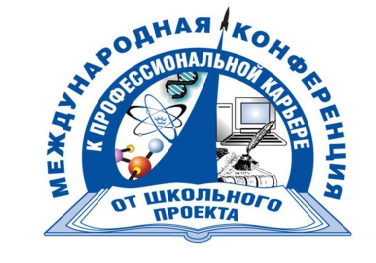 МЕЖДУНАРОДНАЯ КОНФЕРЕНЦИЯ
К ПРОФЕССИОНАЛЬНОЙ КАРЬЕРЕ
ОТ ШКОЛЬНОГО
ПРОЕКТА